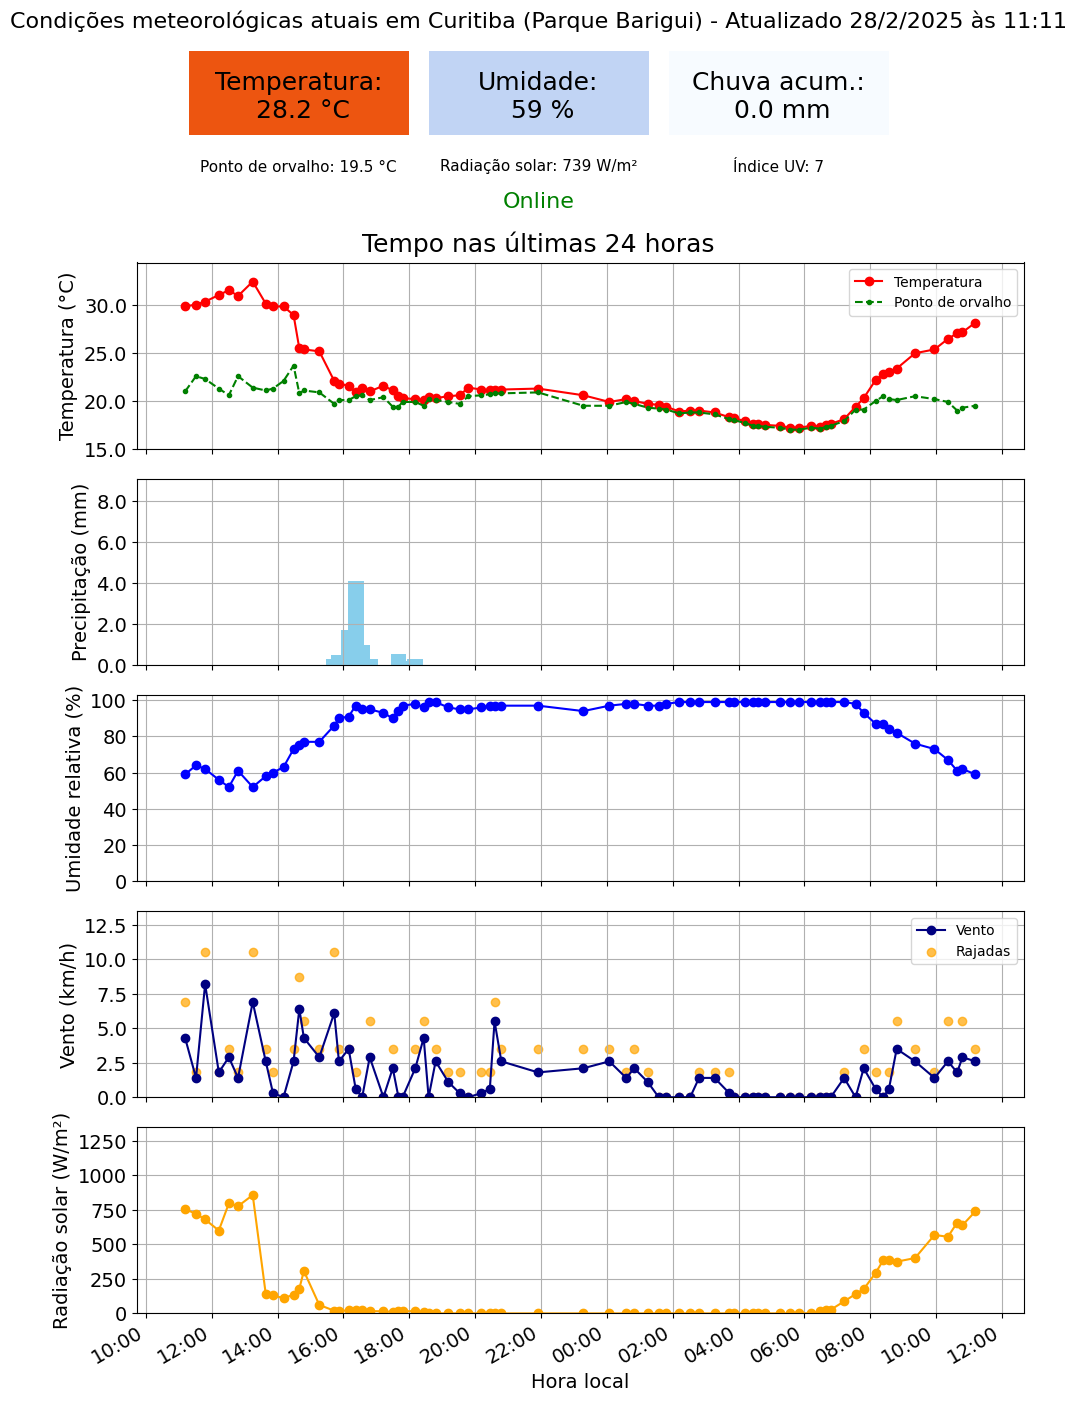 Condições meteorológicas atuais em Curitiba (Parque Barigui) - Atualizado 28/2/2025 às 11:11
Temperatura:
28.2 °C
Umidade:
59 %
Chuva acum.:
0.0 mm
Ponto de orvalho: 19.5 °C
Radiação solar: 739 W/m²
Índice UV: 7
Online
Tempo nas últimas 24 horas
Temperatura (°C)
30.0
25.0
20.0
15.0
Temperatura
Ponto de orvalho
Precipitação (mm)
8.0
6.0
4.0
2.0
0.0
Umidade relativa (%)
100
80
60
40
20
0
Vento (km/h)
12.5
10.0
7.5
5.0
2.5
0.0
Vento
Rajadas
Radiação solar (W/m²)
1250
1000
750
500
250
0
10:00
12:00
14:00
16:00
18:00
20:00
22:00
00:00
02:00
04:00
06:00
08:00
10:00
12:00
Hora local